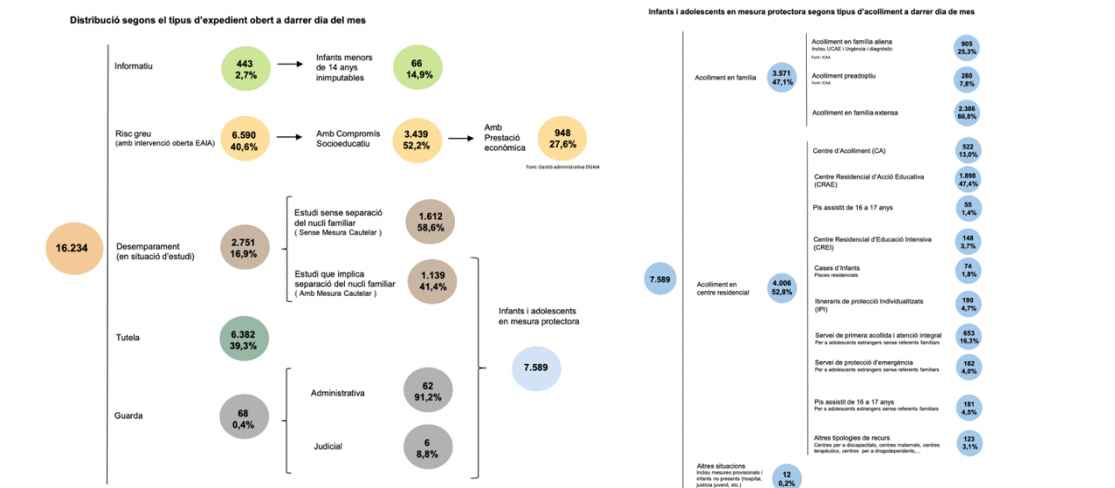 Distribució segons el tipus d'expedient obert a darrer dia del mes
Informatiu
443
2,7%
Infants menors
de 14 anys
inimputables
66
14,9%
Risc greu
(amb intervenció oberta EAIA)
6.590
40,6%
Amb Compromís
Socioeducatiu
3.439
52,2%
Amb
Prestació
econòmica
948
27,6%
Font: Gestió administrativa DGAIA
16.234
Desemparament
(en situació d'estudi)
2.751
16,9%
Estudi sense separació
del nucli familiar
( Sense Mesura Cautelar )
1.612
58,6%
Estudi que implica
separació del nucli familiar
( Amb Mesura Cautelar )
1.139
41,4%
Tutela
6.382
39,3%
Guarda
68
0,4%
Administrativa
62
91,2%
Judicial
6
8,8%
Infants i adolescents
en mesura protectora
7.589
Infants i adolescents en mesura protectora segons tipus d'acolliment a darrer dia de mes
7.589
Acolliment en família
3.571
47,1%
Acolliment en família aliena
Inclou UCAE i Urgència i diagnòstic
Font: ICAA
905
25,3%
Acolliment preadoptiu
Font: ICAA
280
7,8%
Acolliment en família extensa
2.386
66,8%
Acolliment en
centre residencial
4.006
52,8%
Centre d'Acolliment (CA)
522
13,0%
Centre Residencial d'Acció Educativa
(CRAE)
1.898
47,4%
Pis assistit de 16 a 17 anys
55
1,4%
Centre Residencial d'Educació Intensiva
(CREI)
148
3,7%
Cases d'Infants
Places residencials
74
1,8%
Itineraris de protecció Individualitzats
(IPI)
190
4,7%
Servei de primera acollida i atenció integral
Per a adolescents estrangers sense referents familiars
653
16,3%
Servei de protecció d'emergència
Per a adolescents estrangers sense referents familiars
162
4,0%
Pis assistit de 16 a 17 anys
Per a adolescents estrangers sense referents familiars
181
4,5%
Altres tipologies de recurs
Centres per a discapacitats, centres maternals, centres
terapèutics, centres per a drogodependents,...
123
3,1%
Altres situacions
Inclou mesures provisionals i
infants no presents (hospital,
justícia juvenil, etc.)
12
0,2%